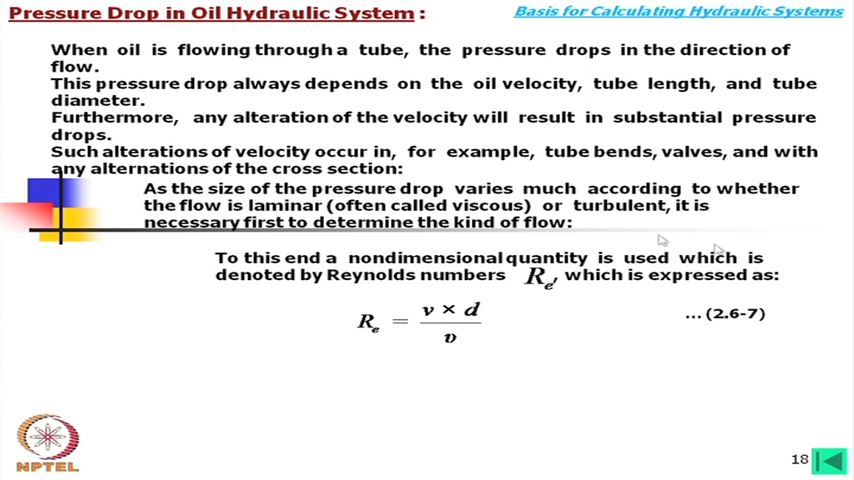 Pressure Drop in Oil Hydraulic System :
Basis for Calculating Hydraulic Systems
When oil is flowing through a tube, the pressure drops in the direction of
flow.
This pressure drop always depends on the oil velocity, tube length, and tube
diameter.
Furthermore, any alteration of the velocity will result in substantial pressure
drops.
Such alterations of velocity occur in, for example, tube bends, valves, and with
any alternations of the cross section:
As the size of the pressure drop varies much according to whether
the flow is laminar (often called viscous) or turbulent, it is
necessary first to determine the kind of flow:
To this end a nondimensional quantity is used which is
denoted by Reynolds numbers Re, which is expressed as:
Re = v × d / υ ... (2.6-7)
NPTEL
18